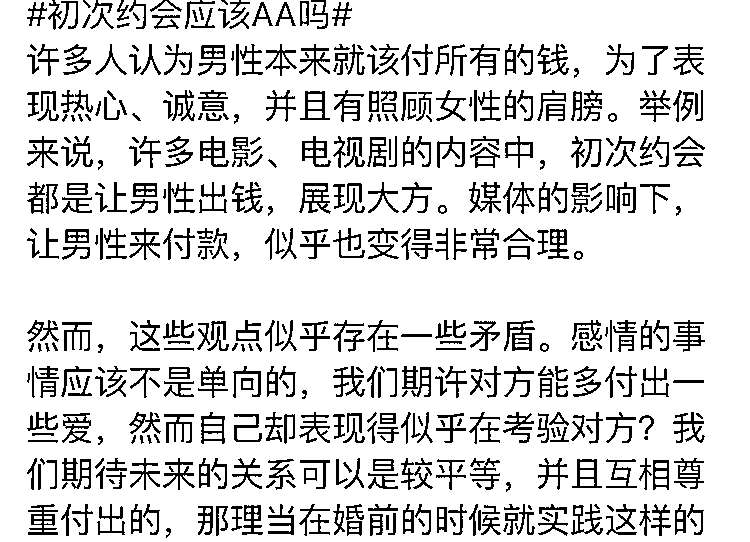 #初次约会应该AA吗#
许多人认为男性本来就该付所有的钱，为了表
现热心、诚意，并且有照顾女性的肩膀。举例
来说，许多电影、电视剧的内容中，初次约会
都是让男性出钱，展现大方。媒体的影响下，
让男性来付款，似乎也变得非常合理。
然而，这些观点似乎存在一些矛盾。感情的事
情应该不是单向的，我们期许对方能多付出一
些爱，然而自己却表现得似乎在考验对方？我
们期待未来的关系可以是较平等，并且互相尊
重付出的，那理当在婚前的时候就实践这样的